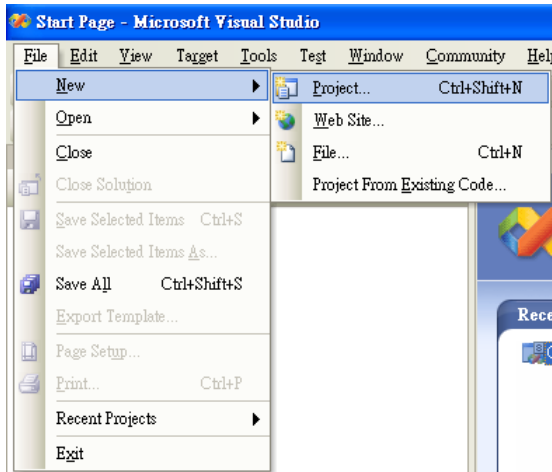 Start Page - Microsoft Visual Studio
File Edit View Target Tools Test Window Community Help
New
Project... Ctrl+Shift+N
Open
Web Site...
Close
File... Ctrl+N
Close Solution
Project From Existing Code...
Save Selected Items Ctrl+S
Save Selected Items As...
Save All Ctrl+Shift+S
Export Template...
Rece
Page Setup...
Print... Ctrl+P
Recent Projects
Exit